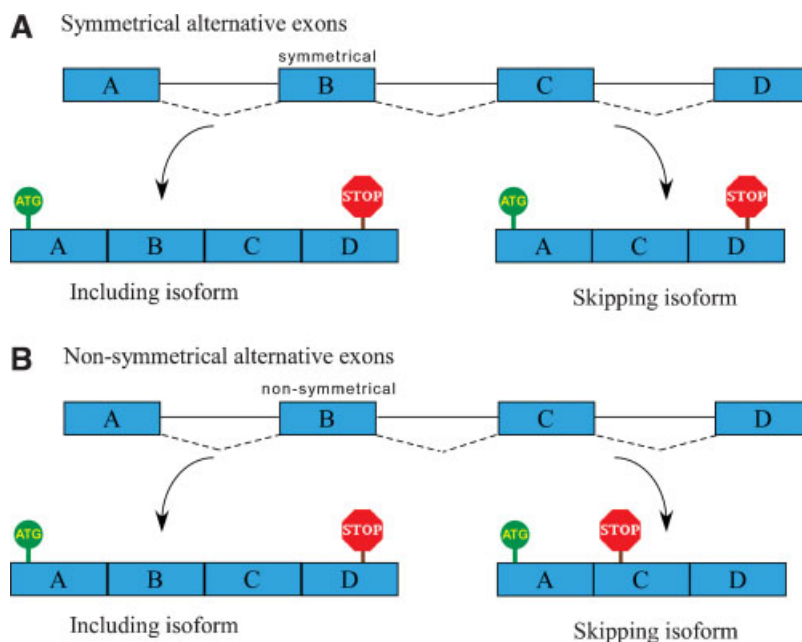 A Symmetrical alternative exons
symmetrical
A B C D
ATG STOP ATG STOP
A B C D A C D
Including isoform Skipping isoform
B Non-symmetrical alternative exons
non-symmetrical
A B C D
ATG STOP ATG STOP
A B C D A C D
Including isoform Skipping isoform